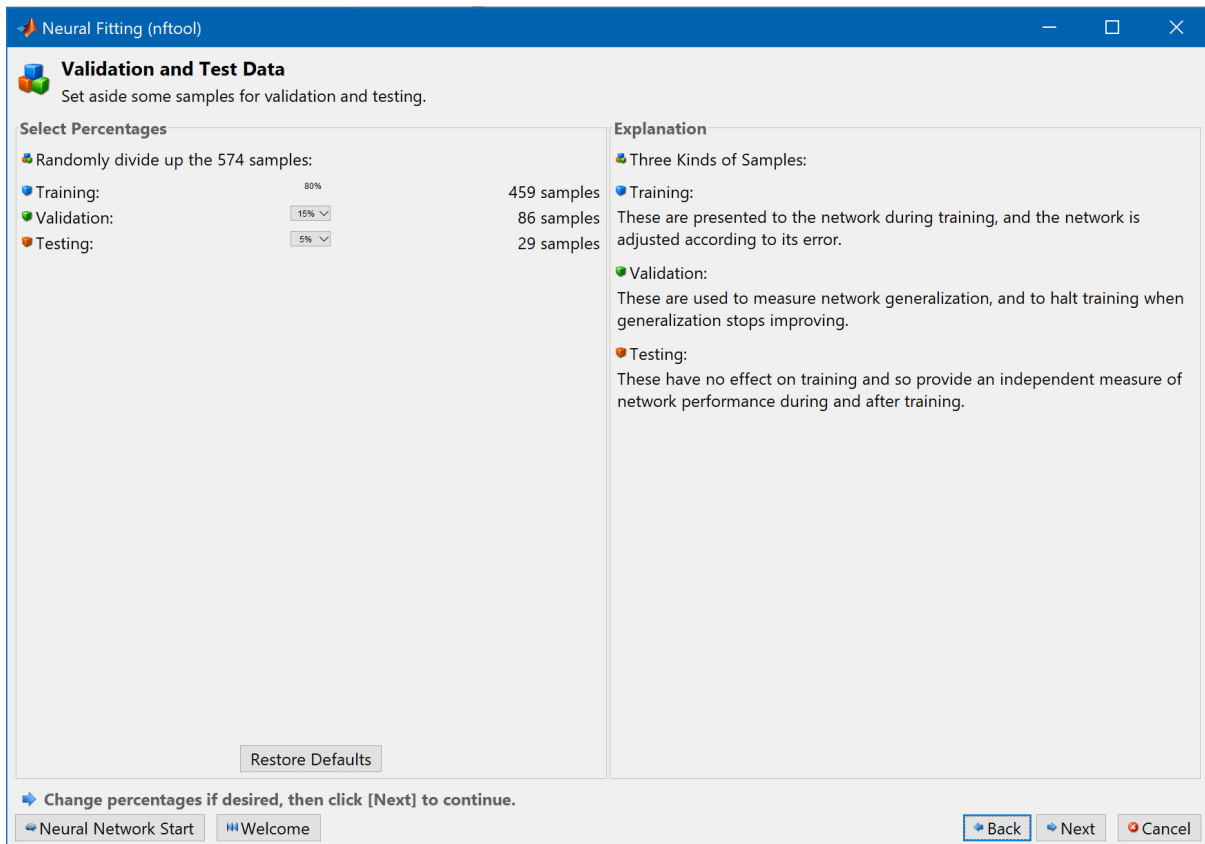 Neural Fitting (nftool)
Validation and Test Data
Set aside some samples for validation and testing.
Select Percentages
Randomly divide up the 574 samples:
Training: 80% 459 samples
Validation: 15% 86 samples
Testing: 5% 29 samples
Restore Defaults
Explanation
Three Kinds of Samples:
Training:
These are presented to the network during training, and the network is
adjusted according to its error.
Validation:
These are used to measure network generalization, and to halt training when
generalization stops improving.
Testing:
These have no effect on training and so provide an independent measure of
network performance during and after training.
Change percentages if desired, then click [Next] to continue.
Neural Network Start Welcome Back Next Cancel